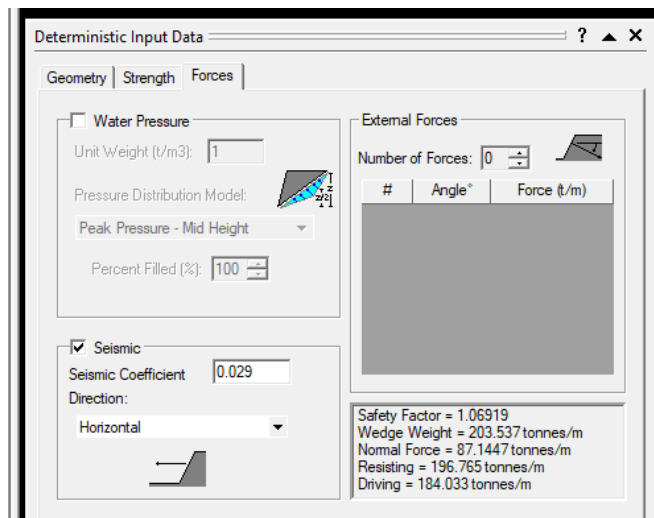 Deterministic Input Data ? ▲ ✕
Geometry Strength Forces
Water Pressure
Unit Weight (t/m3): 1
Pressure Distribution Model:
z
z/2
Peak Pressure - Mid Height
Percent Filled (%): 100
Seismic
Seismic Coefficient 0.029
Direction:
Horizontal
External Forces
Number of Forces: 0
# Angle° Force (t/m)
Safety Factor = 1.06919
Wedge Weight = 203.537 tonnes/m
Normal Force = 87.1447 tonnes/m
Resisting = 196.765 tonnes/m
Driving = 184.033 tonnes/m